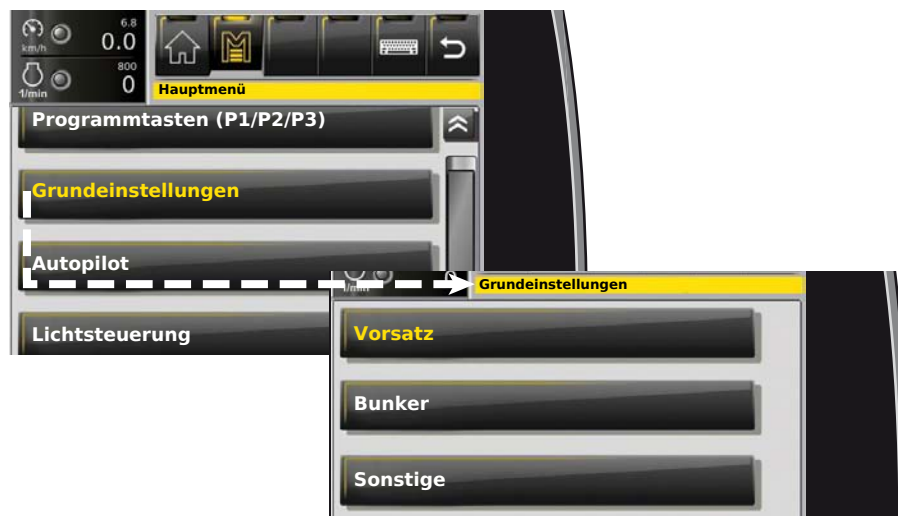 6.8
km/h 0.0
800
1/min 0
Hauptmenü
Programmtasten (P1/P2/P3)
Grundeinstellungen
Autopilot
Lichtsteuerung
Grundeinstellungen
Vorsatz
Bunker
Sonstige